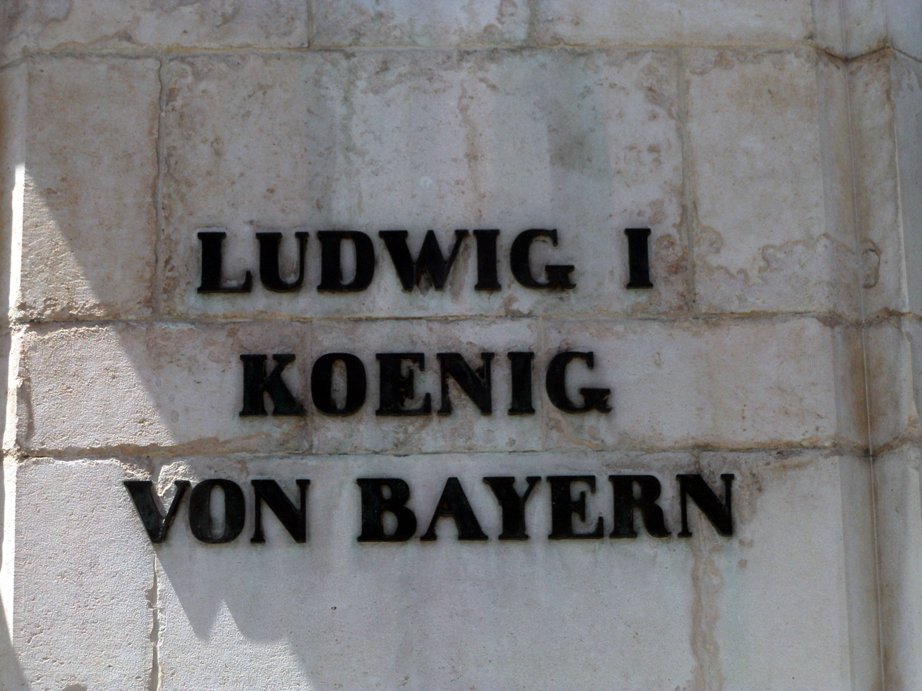 LUDWIG I
KOENIG
VON BAYERN